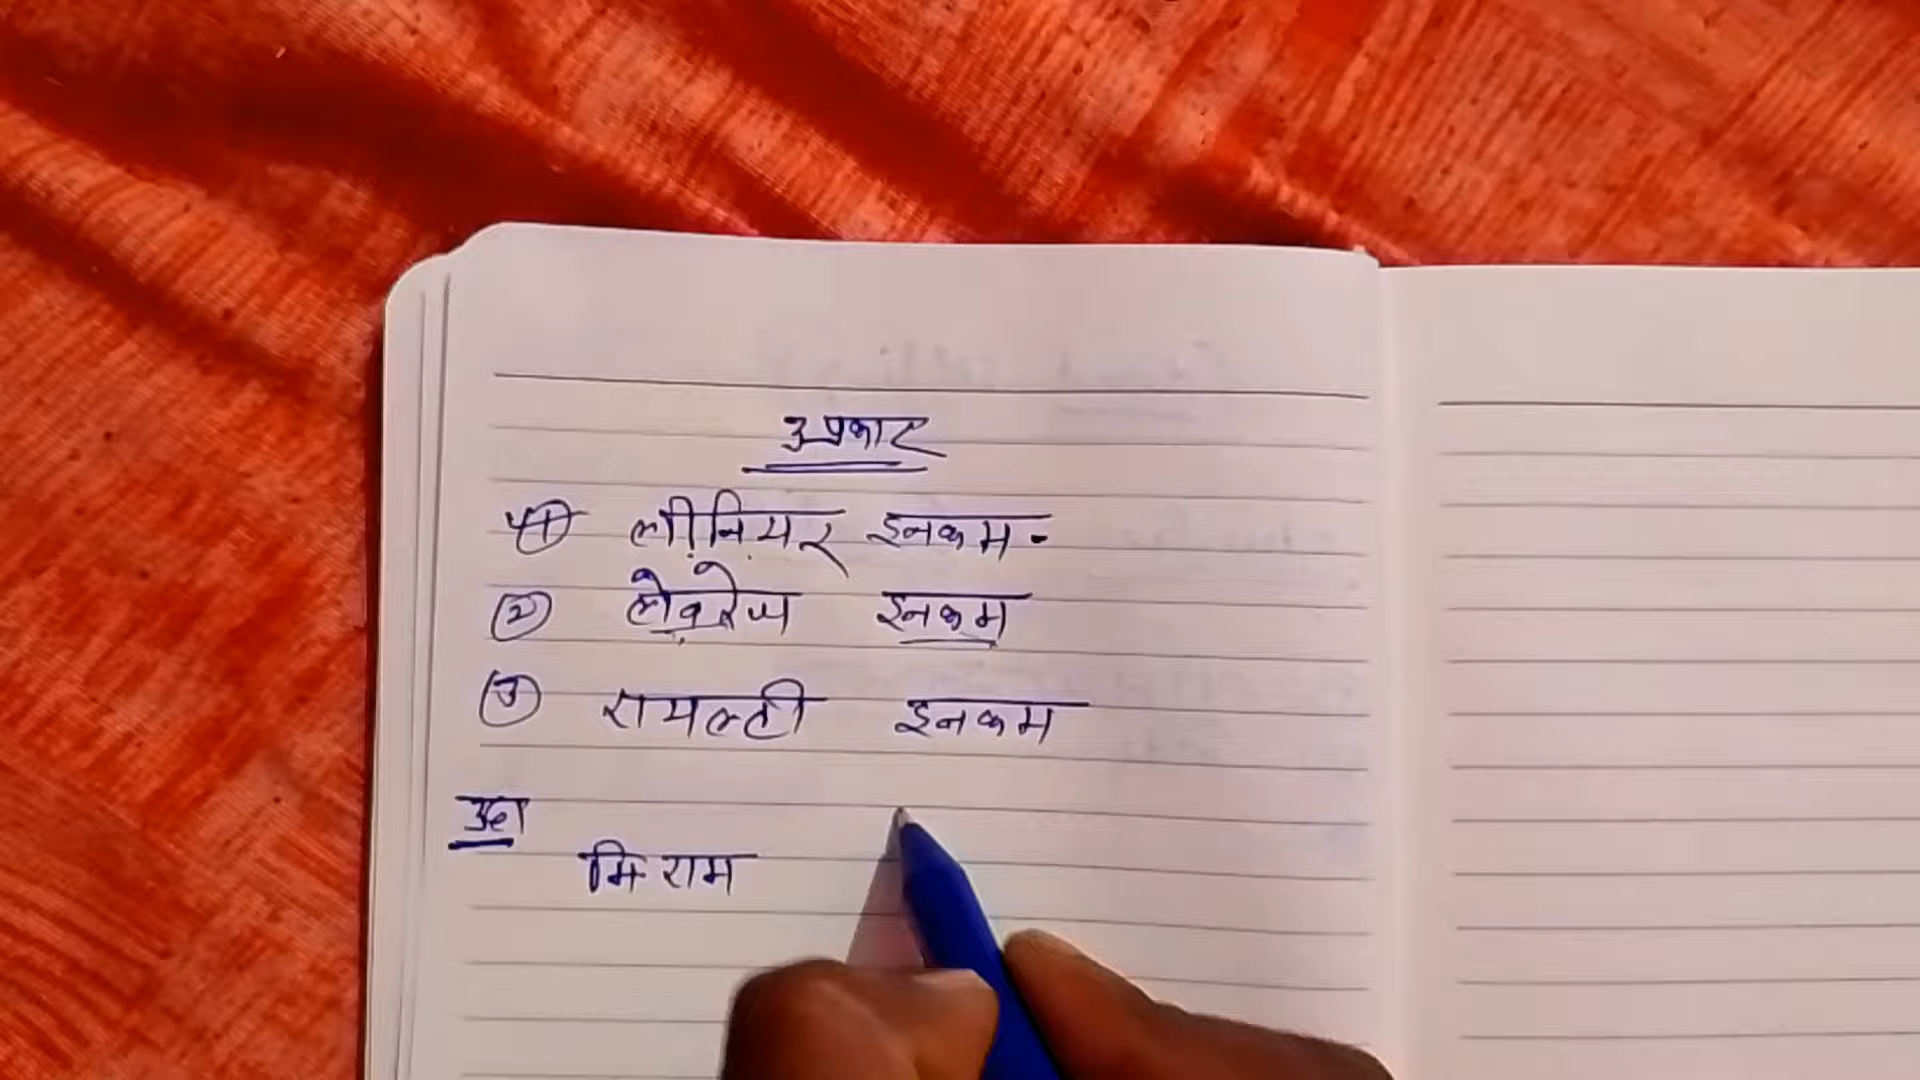 3 प्रकार
① लीनियर इनकम -
② लेवरेज इनकम
③ रायल्टी इनकम
उदा
मि राम